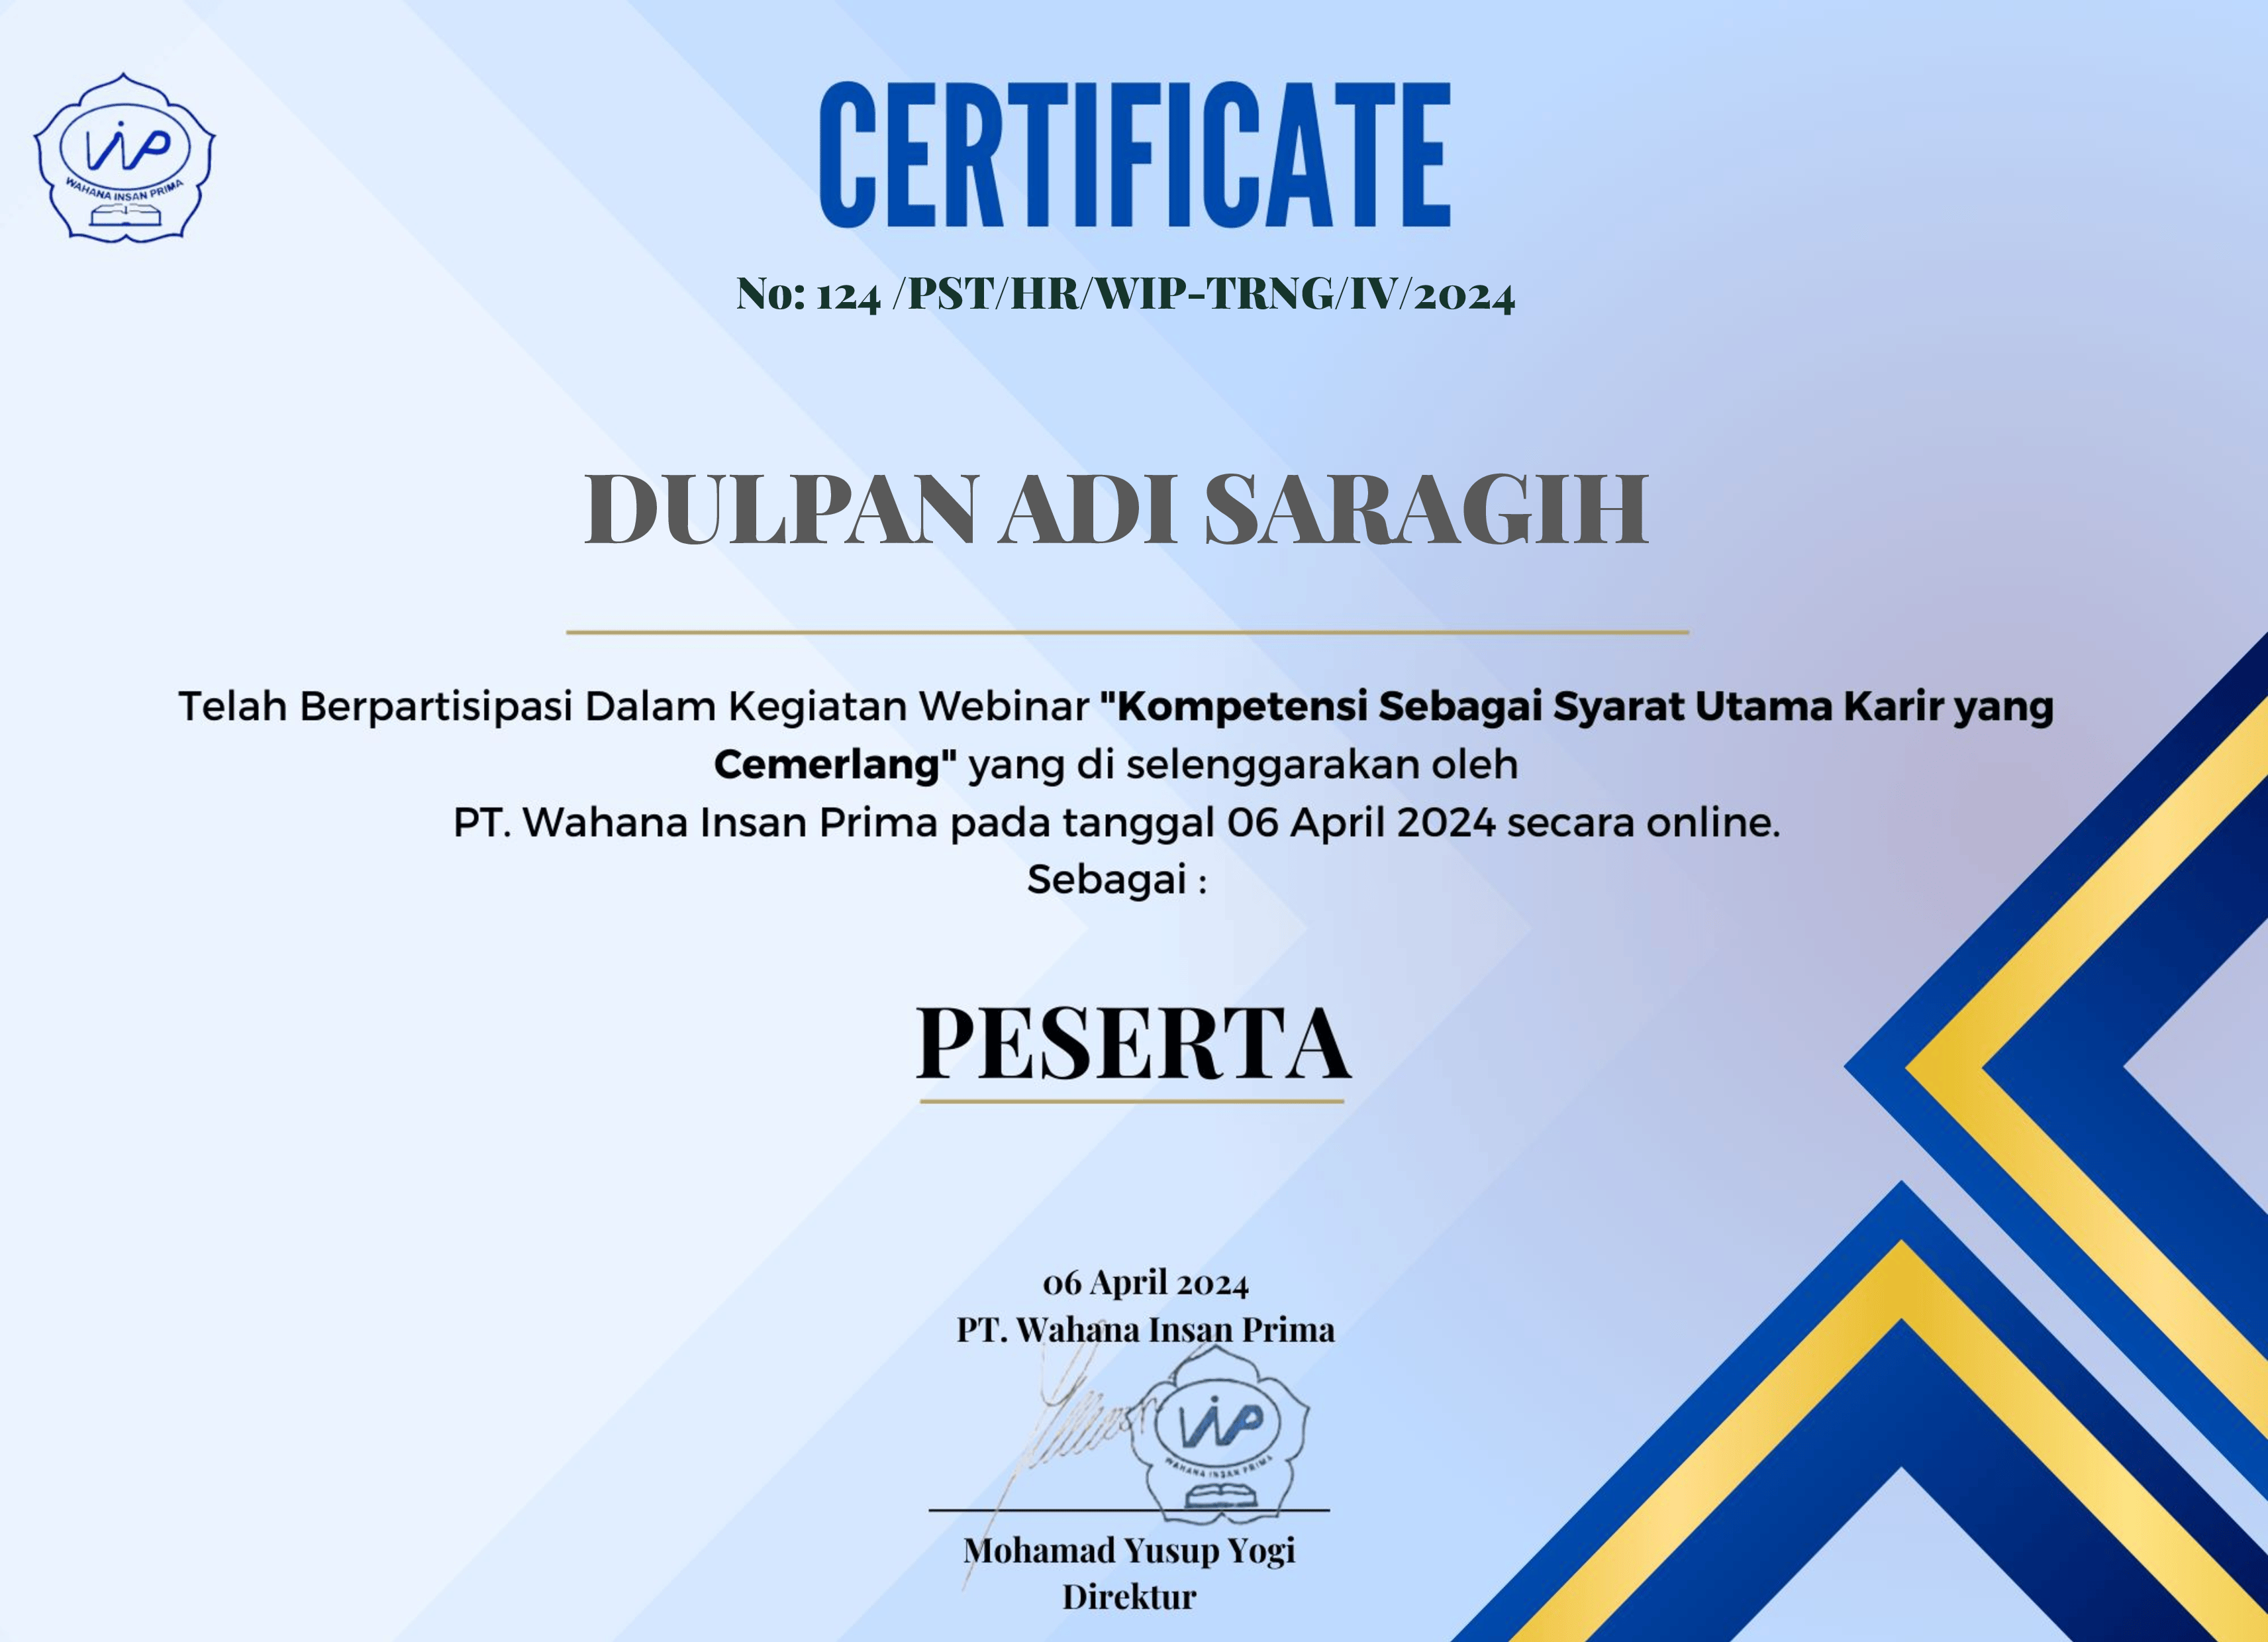 WIP
WAHANA INSAN PRIMA
CERTIFICATE
No: 124 /PST/HR/WIP-TRNG/IV/2024
DULPAN ADI SARAGIH
Telah Berpartisipasi Dalam Kegiatan Webinar "Kompetensi Sebagai Syarat Utama Karir yang
Cemerlang" yang di selenggarakan oleh
PT. Wahana Insan Prima pada tanggal 06 April 2024 secara online.
Sebagai :
PESERTA
06 April 2024
PT. Wahana Insan Prima
WIP
WAHANA INSAN PRIMA
Mohamad Yusup Yogi
Direktur